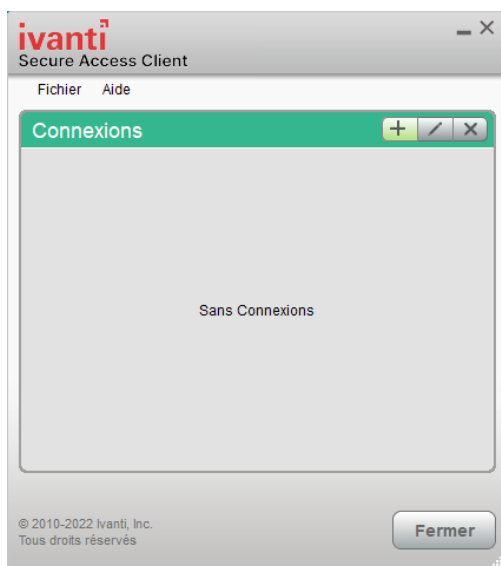 ivanti
Secure Access Client
Fichier Aide
Connexions
Sans Connexions
© 2010-2022 Ivanti, Inc.
Tous droits réservés
Fermer